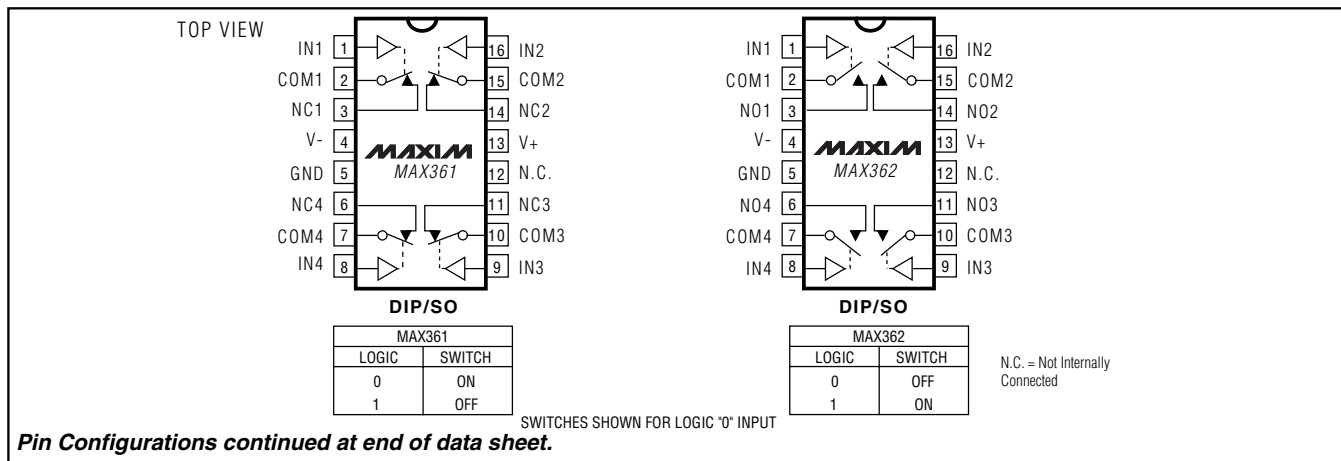 TOP VIEW
IN1 1 16 IN2
COM1 2 15 COM2
NC1 3 14 NC2
V- 4 13 V+
GND 5 12 N.C.
NC4 6 11 NC3
COM4 7 10 COM3
IN4 8 9 IN3
MAXIM
MAX361
DIP/SO
MAX361
LOGIC SWITCH
0 ON
1 OFF
IN1 1 16 IN2
COM1 2 15 COM2
NO1 3 14 NO2
V- 4 13 V+
GND 5 12 N.C.
NO4 6 11 NO3
COM4 7 10 COM3
IN4 8 9 IN3
MAXIM
MAX362
DIP/SO
MAX362
LOGIC SWITCH
0 OFF
1 ON
N.C. = Not Internally
Connected
SWITCHES SHOWN FOR LOGIC "0" INPUT
Pin Configurations continued at end of data sheet.